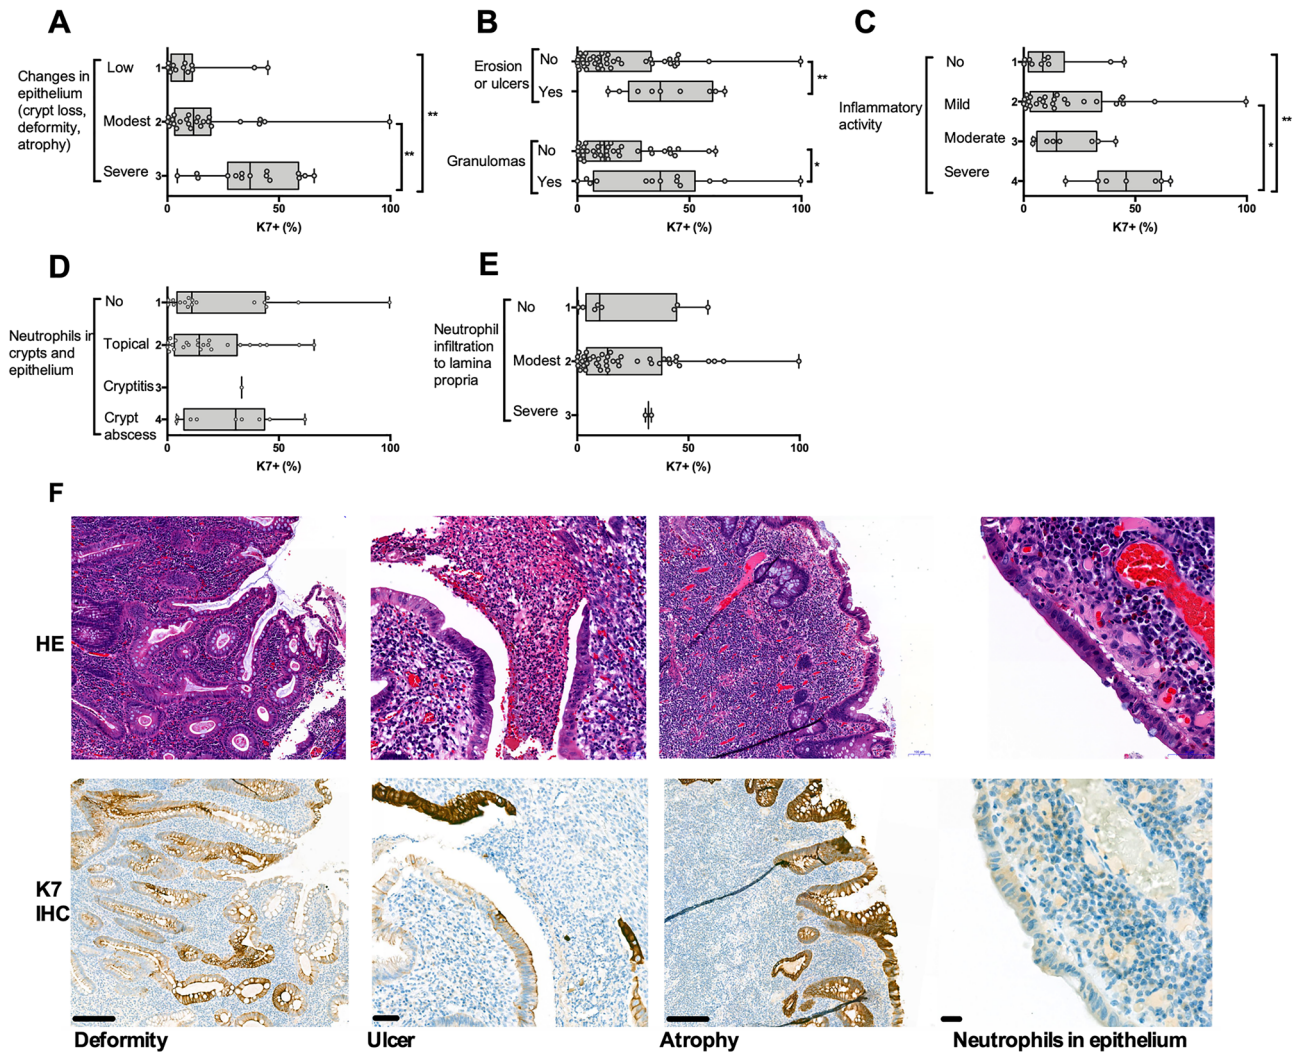 A
Changes in
epithelium
(crypt loss,
deformity,
atrophy)
Low 1
Modest 2
Severe 3
**
**
0 50 100
K7+ (%)
B
Erosion
or ulcers
No
Yes
**
Granulomas
No
Yes
*
0 50 100
K7+ (%)
C
Inflammatory
activity
No 1
Mild 2
Moderate 3
Severe 4
*
**
0 50 100
K7+ (%)
D
Neutrophils in
crypts and
epithelium
No 1
Topical 2
Cryptitis 3
Crypt 4
abscess
0 50 100
K7+ (%)
E
Neutrophil
infiltration
to lamina
propria
No 1
Modest 2
Severe 3
0 50 100
K7+ (%)
F
HE
K7
IHC
Deformity Ulcer Atrophy Neutrophils in epithelium